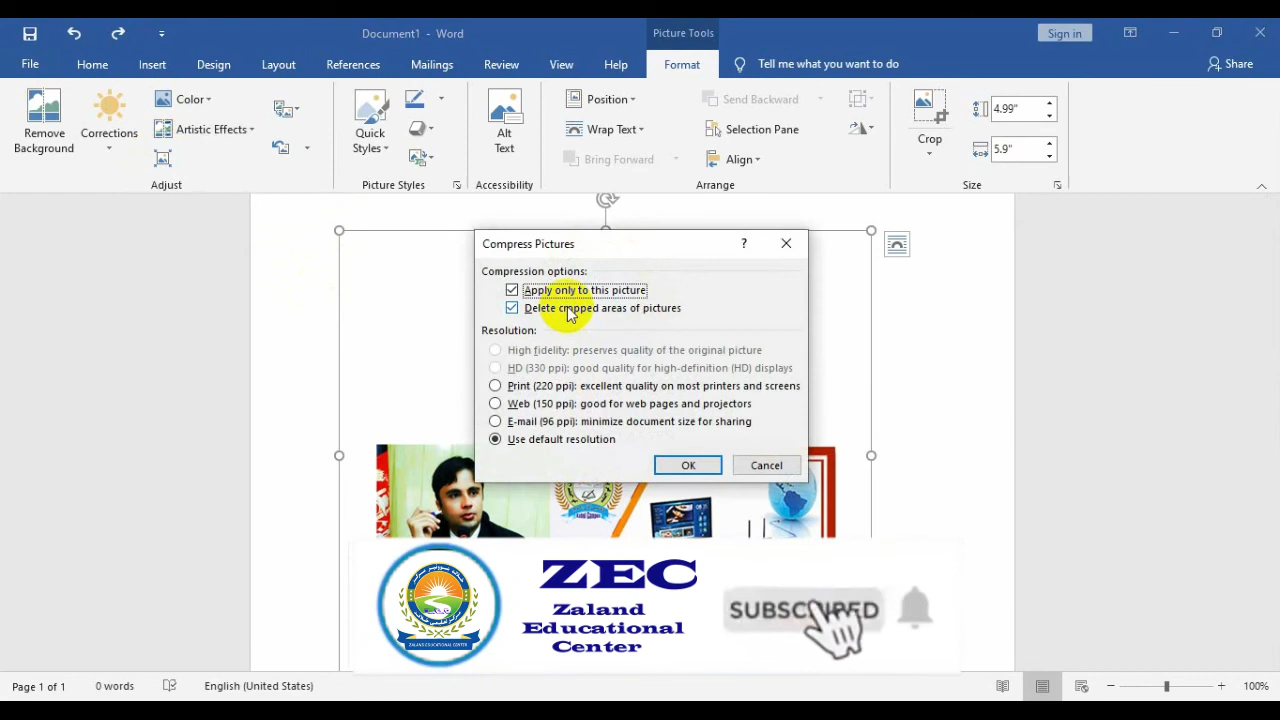 Document1 - Word
Picture Tools
Sign in
File
Home
Insert
Design
Layout
References
Mailings
Review
View
Help
Format
Tell me what you want to do
Share
Remove
Background
Corrections
Color
Artistic Effects
Adjust
Quick
Styles
Picture Styles
Alt
Text
Accessibility
Position
Wrap Text
Bring Forward
Send Backward
Selection Pane
Align
Arrange
Crop
4.99"
5.9"
Size
Compress Pictures
?
Compression options:
Apply only to this picture
Delete cropped areas of pictures
Resolution:
High fidelity: preserves quality of the original picture
HD (330 ppi): good quality for high-definition (HD) displays
Print (220 ppi): excellent quality on most printers and screens
Web (150 ppi): good for web pages and projectors
E-mail (96 ppi): minimize document size for sharing
Use default resolution
OK
Cancel
ZALAND EDUCATIONAL CENTER
ZEC
Zaland
Educational
Center
SUBSCRIBED
Page 1 of 1
0 words
English (United States)
100%